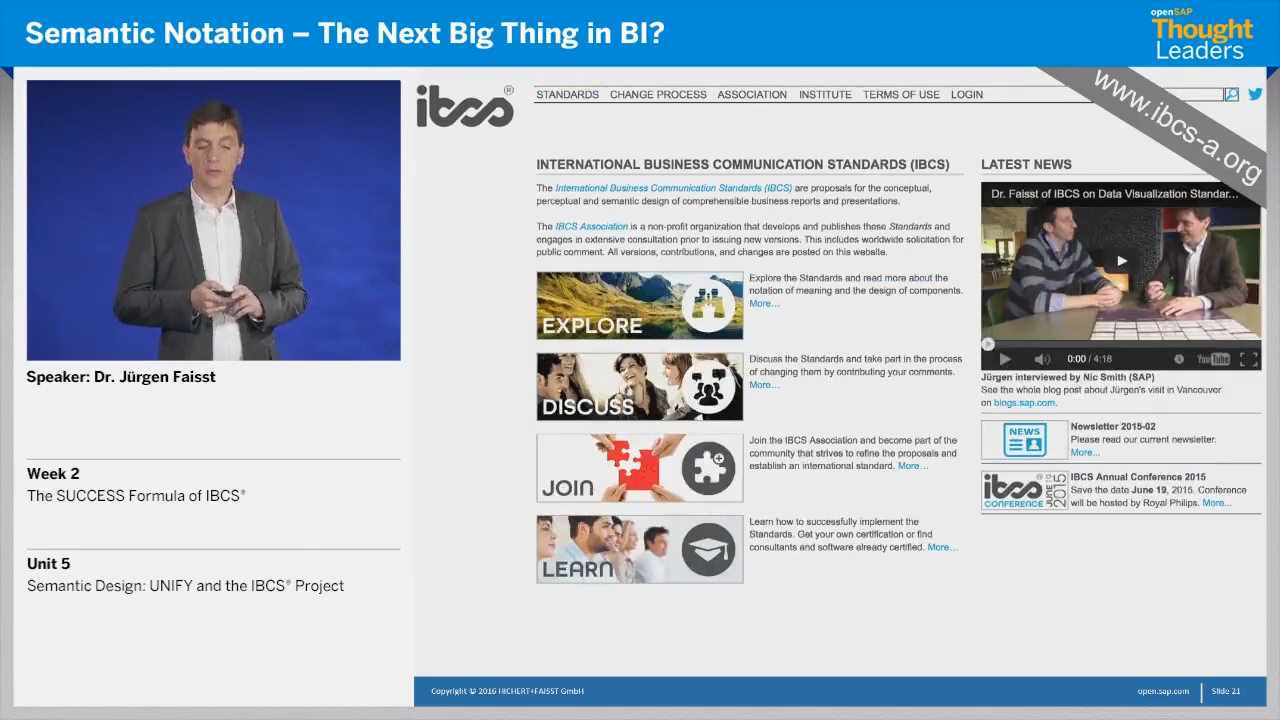 Semantic Notation – The Next Big Thing in BI?
openSAP
Thought
Leaders
Speaker: Dr. Jürgen Faisst
Week 2
The SUCCESS Formula of IBCS®
Unit 5
Semantic Design: UNIFY and the IBCS® Project
ibcs®
STANDARDS CHANGE PROCESS ASSOCIATION INSTITUTE TERMS OF USE LOGIN
www.ibcs-a.org
INTERNATIONAL BUSINESS COMMUNICATION STANDARDS (IBCS)
The International Business Communication Standards (IBCS) are proposals for the conceptual,
perceptual and semantic design of comprehensible business reports and presentations.
The IBCS Association is a non-profit organization that develops and publishes these Standards and
engages in extensive consultation prior to issuing new versions. This includes worldwide solicitation for
public comment. All versions, contributions, and changes are posted on this website.
EXPLORE
Explore the Standards and read more about the
notation of meaning and the design of components.
More...
DISCUSS
Discuss the Standards and take part in the process
of changing them by contributing your comments.
More...
JOIN
Join the IBCS Association and become part of the
community that strives to refine the proposals and
establish an international standard. More...
LEARN
Learn how to successfully implement the
Standards. Get your own certification or find
consultants and software already certified. More...
LATEST NEWS
Dr. Faisst of IBCS on Data Visualization Standar...
0:00 / 4:18
YouTube
Jürgen interviewed by Nic Smith (SAP)
See the whole blog post about Jürgen's visit in Vancouver
on blogs.sap.com.
NEWS
Newsletter 2015-02
Please read our current newsletter.
More...
ibcs®
CONFERENCE
JUNE 19
2015
IBCS Annual Conference 2015
Save the date June 19, 2015. Conference
will be hosted by Royal Philips. More...
Copyright © 2016 HICHERT+FAISST GmbH
open.sap.com
Slide 21